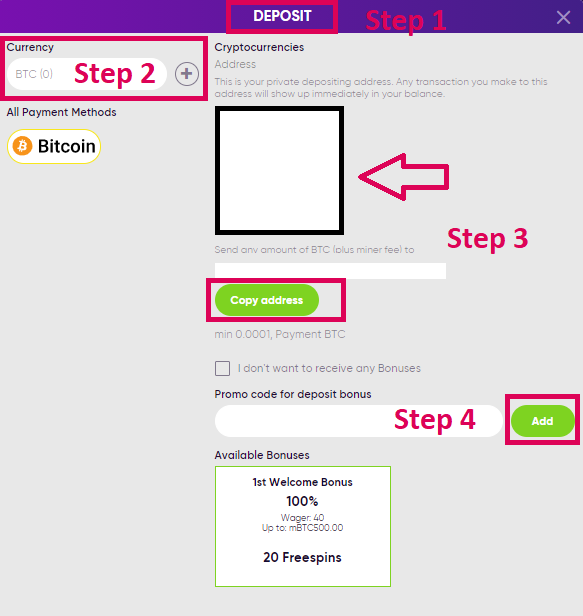 DEPOSIT
Step 1
Currency
BTC (0)
Step 2
All Payment Methods
Bitcoin
Cryptocurrencies
Address
This is your private depositing address. Any transaction you make to this
address will show up immediately in your balance.
Step 3
Send any amount of BTC (plus miner fee) to
Copy address
min 0.0001, Payment BTC
I don't want to receive any Bonuses
Promo code for deposit bonus
Step 4
Add
Available Bonuses
1st Welcome Bonus
100%
Wager: 40
Up to: mBTC500.00
20 Freespins